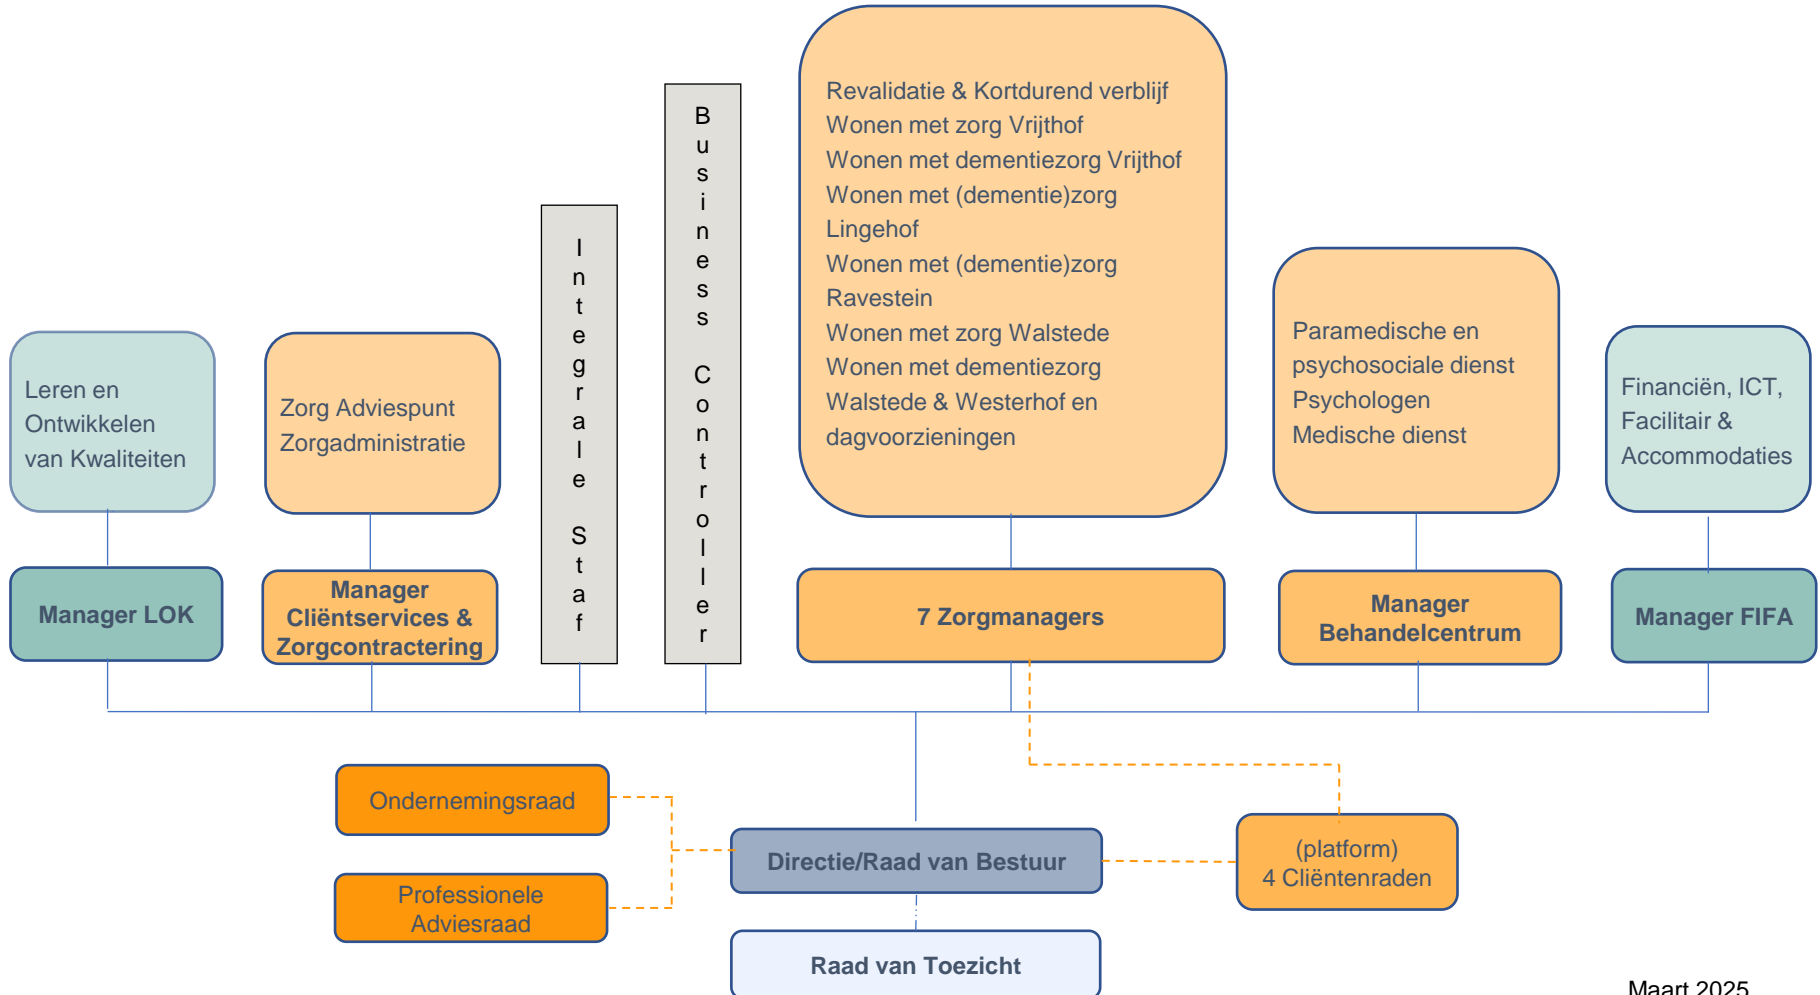 Revalidatie & Kortdurend verblijf
Wonen met zorg Vrijthof
Wonen met dementiezorg Vrijthof
Wonen met (dementie)zorg
Lingehof
Wonen met (dementie)zorg
Ravestein
Wonen met zorg Walstede
Wonen met dementiezorg
Walstede & Westerhof en
dagvoorzieningen
Business Controller
Integrale Staf
Leren en
Ontwikkelen
van Kwaliteiten
Zorg Adviespunt
Zorgadministratie
Paramedische en
psychosociale dienst
Psychologen
Medische dienst
Financiën, ICT,
Facilitair &
Accommodaties
Manager LOK
Manager
Cliëntservices &
Zorgcontractering
7 Zorgmanagers
Manager
Behandelcentrum
Manager FIFA
Ondernemingsraad
Professionele
Adviesraad
Directie/Raad van Bestuur
(platform)
4 Cliëntenraden
Raad van Toezicht
Maart 2025